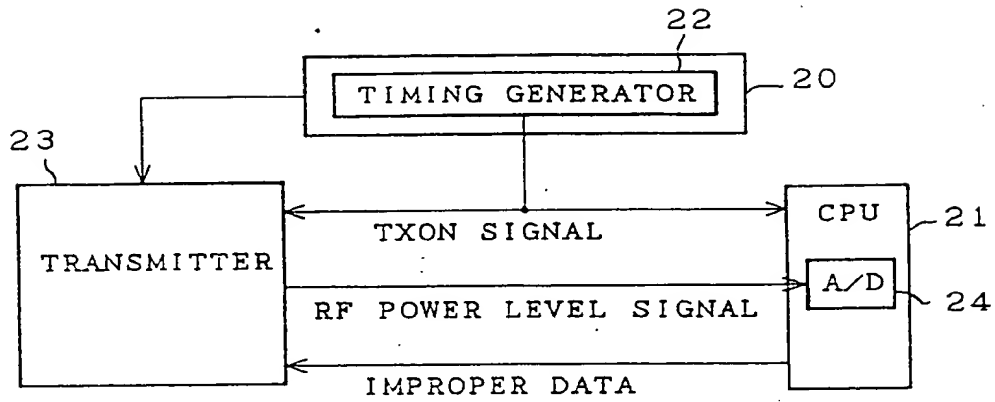 22
TIMING GENERATOR
20
23
TRANSMITTER
TXON SIGNAL
CPU
21
A/D
24
RF POWER LEVEL SIGNAL
IMPROPER DATA